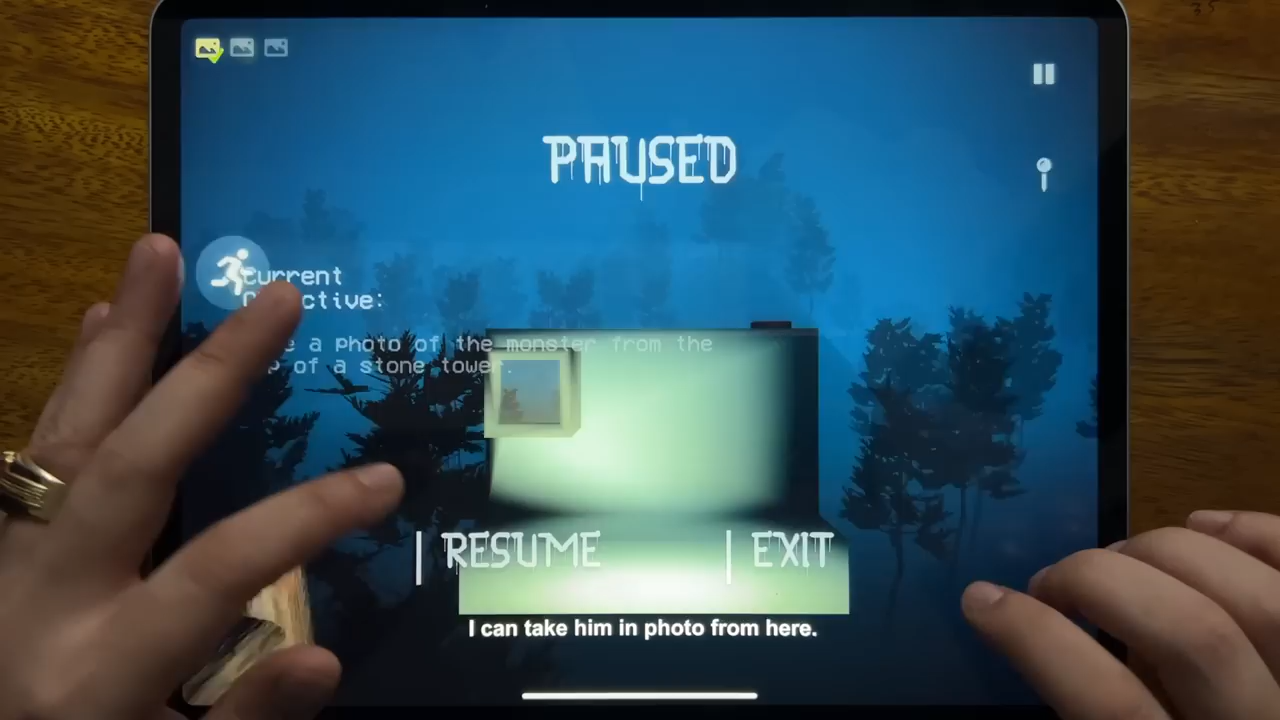 PAUSED
Current
ctive:
a photo of the monster from the
of a stone tower.
RESUME
EXIT
I can take him in photo from here.